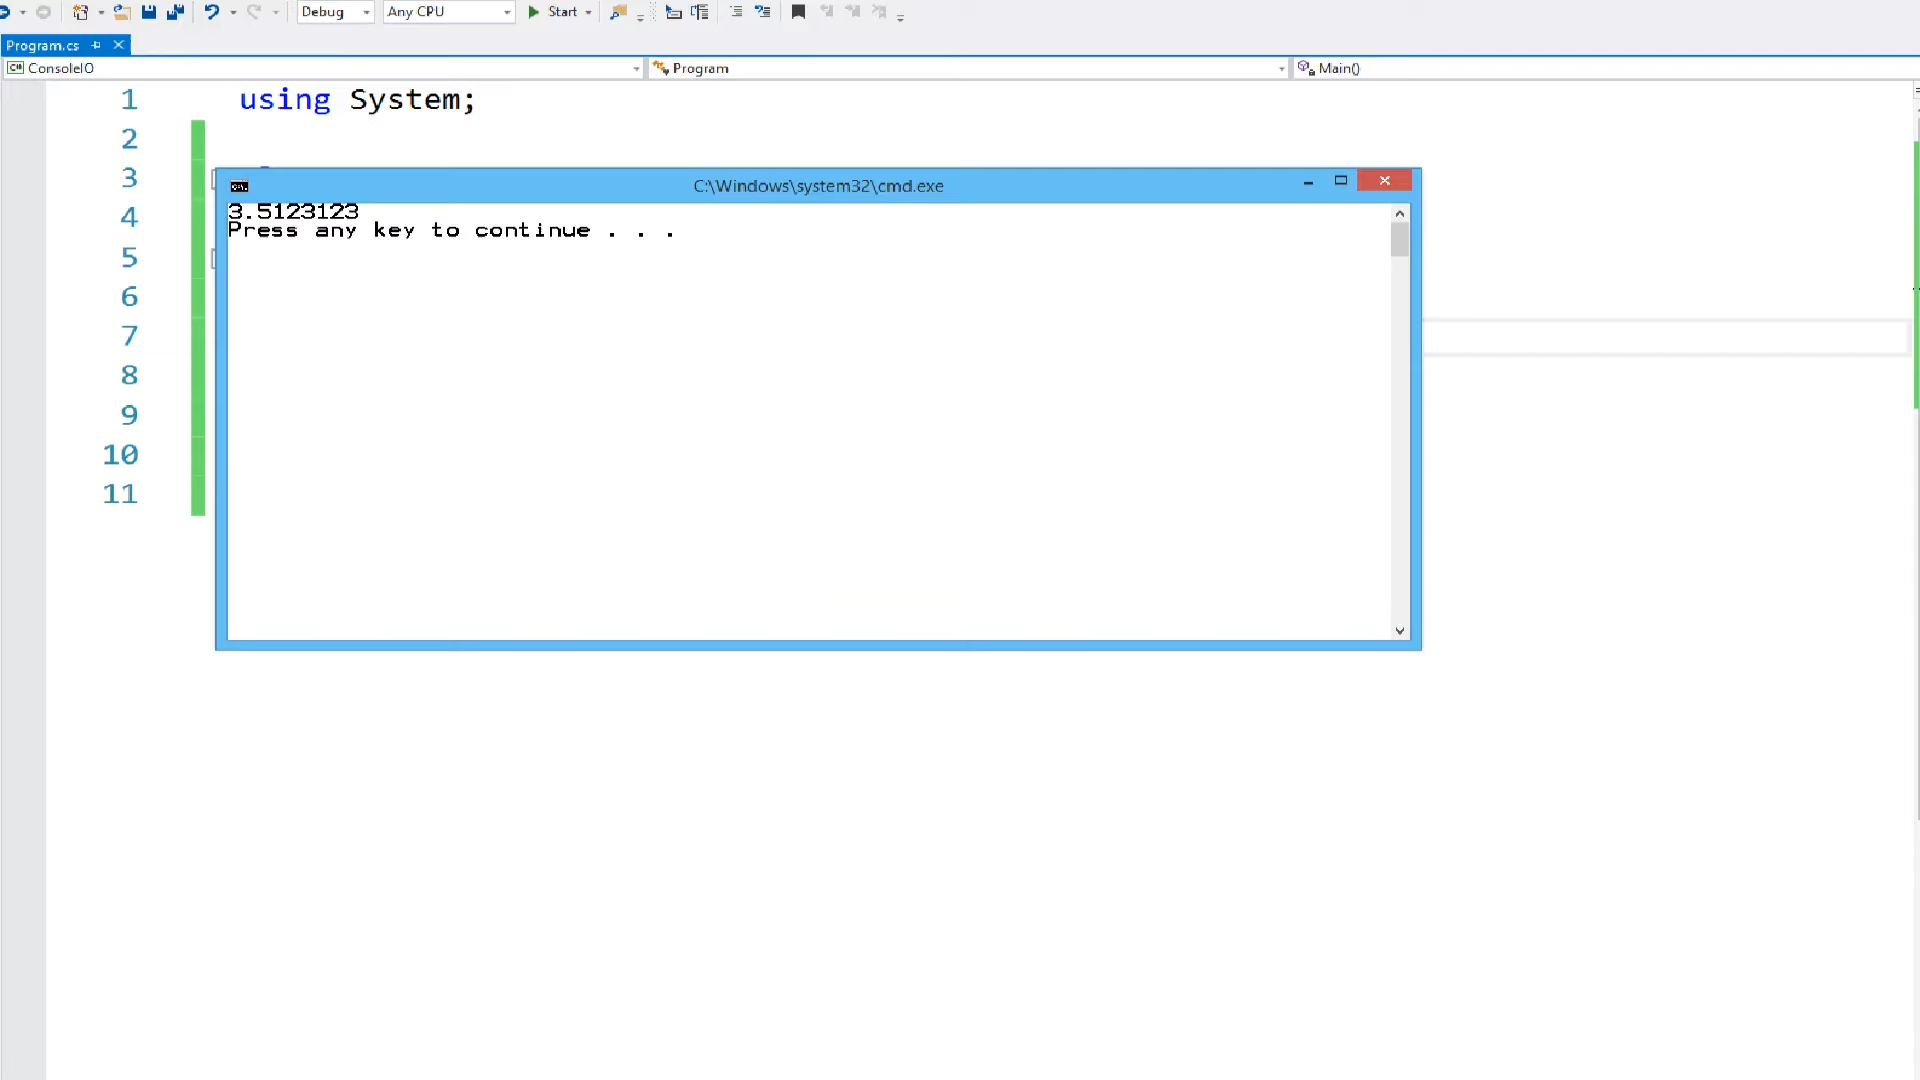 Debug Any CPU Start
Program.cs
ConsoleIO Program Main()
1 using System;
2
3
4
5
6
7
8
9
10
11
C:\Windows\system32\cmd.exe
3.5123123
Press any key to continue . . .